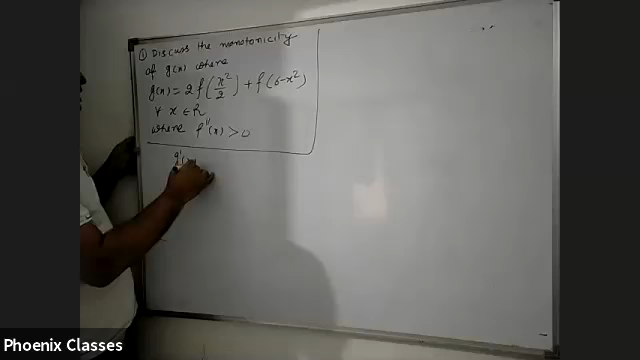 ① Discuss the monotonicity
of g(x) where
g(x) = 2f(x²/2) + f(6-x²)
∀ x ∈ R
where f''(x) > 0
g'(
Phoenix Classes